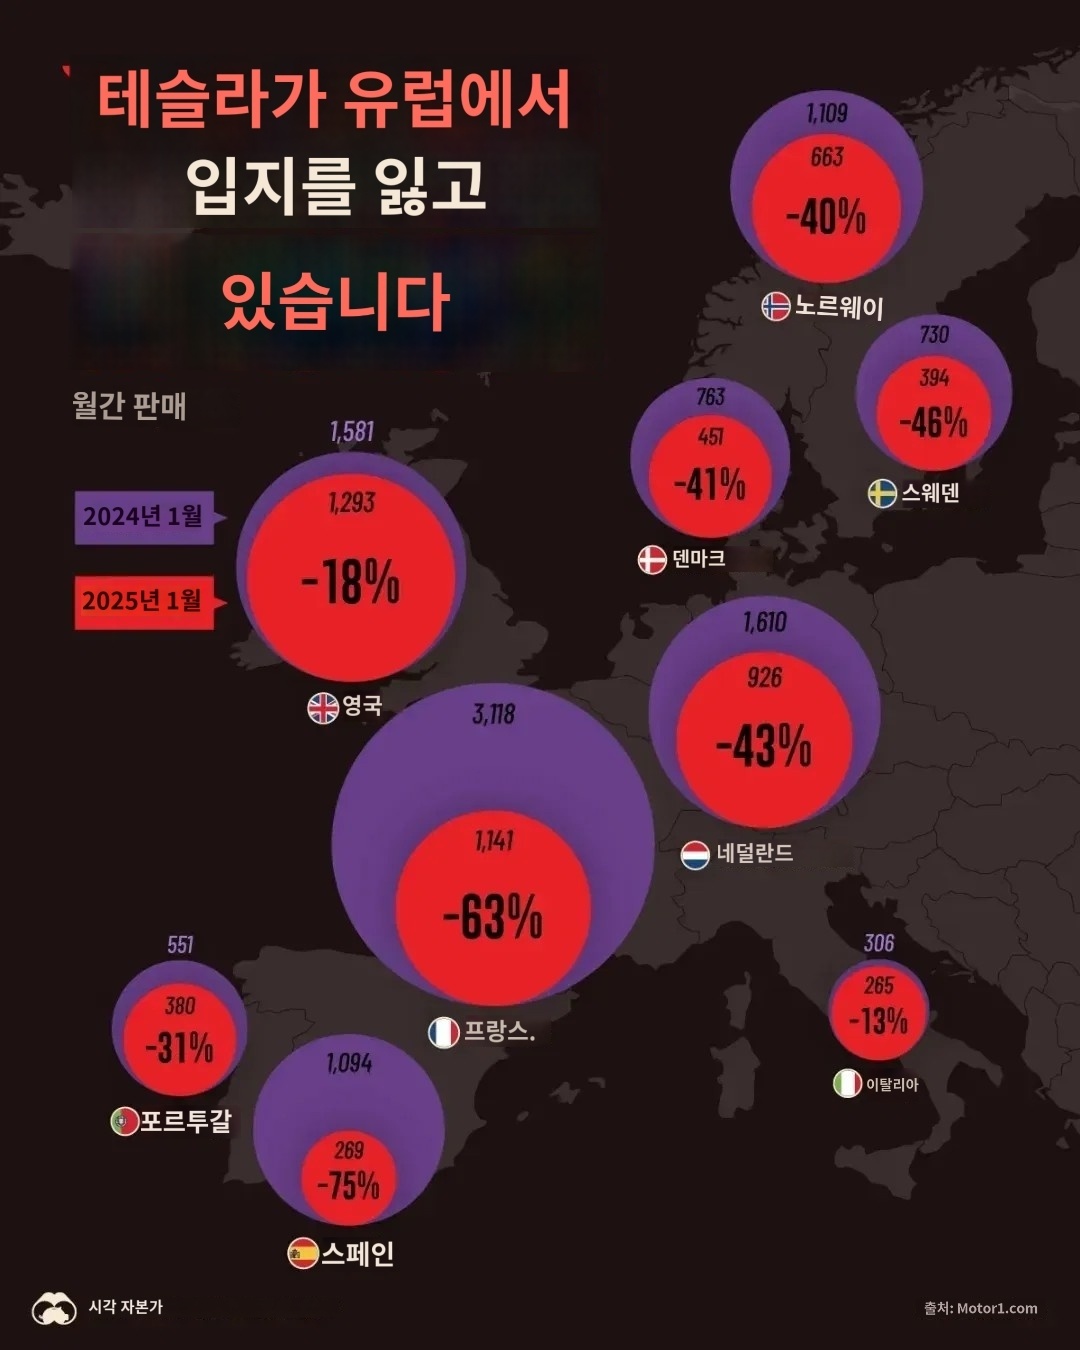 테슬라가 유럽에서
입지를 잃고
있습니다
월간 판매
2024년 1월
2025년 1월
1,109
663
-40%
노르웨이
730
394
-46%
스웨덴
763
451
-41%
덴마크
1,581
1,293
-18%
영국
1,610
926
-43%
네덜란드
3,118
1,141
-63%
프랑스.
551
380
-31%
포르투갈
1,094
269
-75%
스페인
306
265
-13%
이탈리아
시각 자본가
출처: Motor1.com